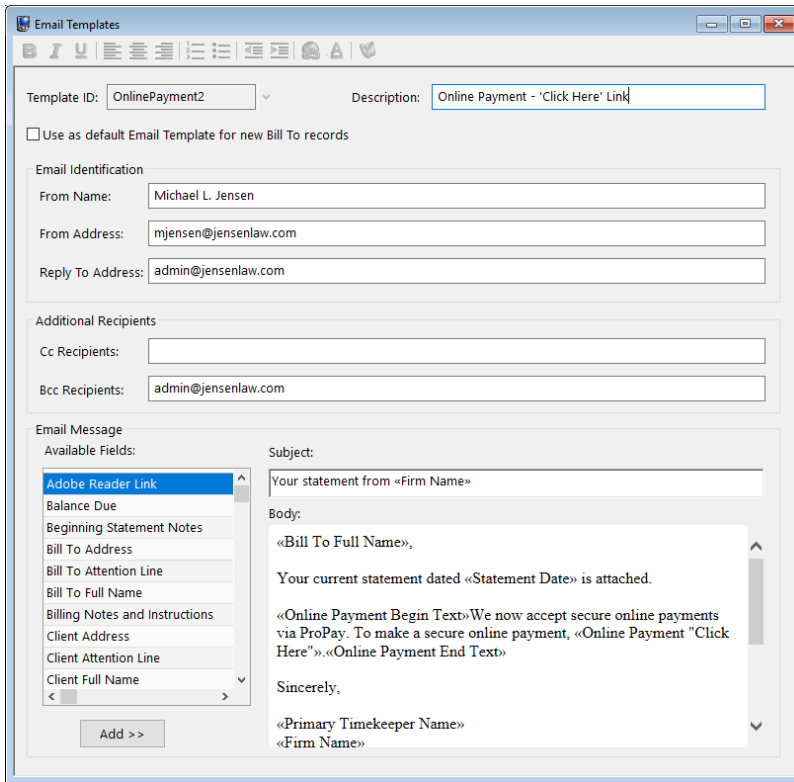 Email Templates
B I U A
Template ID: OnlinePayment2 Description: Online Payment - 'Click Here' Link
Use as default Email Template for new Bill To records
Email Identification
From Name: Michael L. Jensen
From Address: mjensen@jensenlaw.com
Reply To Address: admin@jensenlaw.com
Additional Recipients
Cc Recipients:
Bcc Recipients: admin@jensenlaw.com
Email Message
Available Fields:
Adobe Reader Link
Balance Due
Beginning Statement Notes
Bill To Address
Bill To Attention Line
Bill To Full Name
Billing Notes and Instructions
Client Address
Client Attention Line
Client Full Name
Add >>
Subject:
Your statement from «Firm Name»
Body:
«Bill To Full Name»,
Your current statement dated «Statement Date» is attached.
«Online Payment Begin Text»We now accept secure online payments
via ProPay. To make a secure online payment, «Online Payment "Click
Here"».«Online Payment End Text»
Sincerely,
«Primary Timekeeper Name»
«Firm Name»